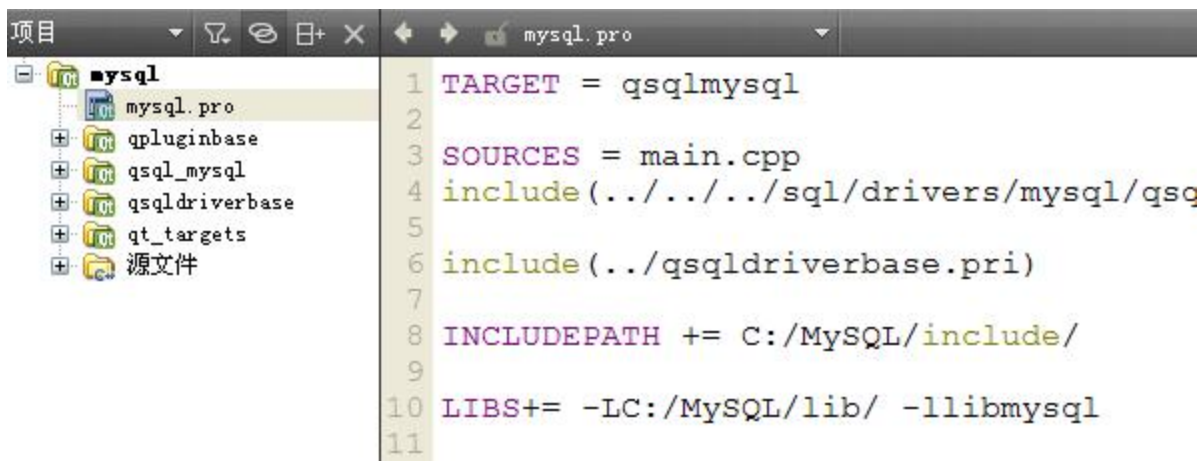 项目
mysql.pro
mysql
mysql.pro
qpluginbase
qsql_mysql
qsqldriverbase
qt_targets
源文件
1 TARGET = qsqlmysql
2
3 SOURCES = main.cpp
4 include(../../../sql/drivers/mysql/qsq
5
6 include(../qsqldriverbase.pri)
7
8 INCLUDEPATH += C:/MySQL/include/
9
10 LIBS+= -LC:/MySQL/lib/ -llibmysql
11